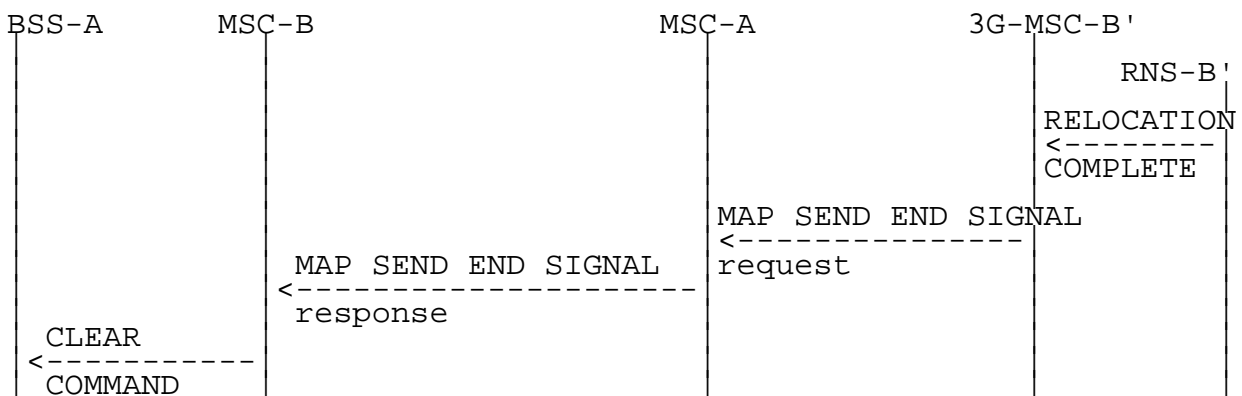 BSS-A MSC-B MSC-A 3G-MSC-B'
RNS-B'
RELOCATION
COMPLETE
MAP SEND END SIGNAL
request
MAP SEND END SIGNAL
response
CLEAR
COMMAND